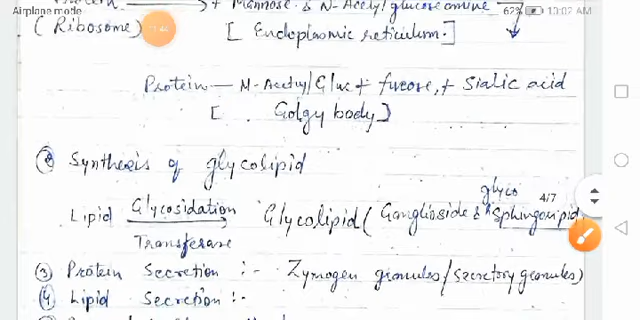 Airplane mode 62% 10:02 AM
+ Mannose & N-Acetyl/glucosamine
(Ribosome) [Endoplasmic reticulum.]
Protein — N-Acetyl/Gluc + fucose, + Sialic acid
[Golgy body]
② Synthesis of glycolipid
glyco 4/7
Lipid Glycosidation Glycolipid (Ganglioside & Sphingolipid
Transferase
③ Protein Secretion :- Zymogen granules/Secretory granules)
④ Lipid Secretion :-